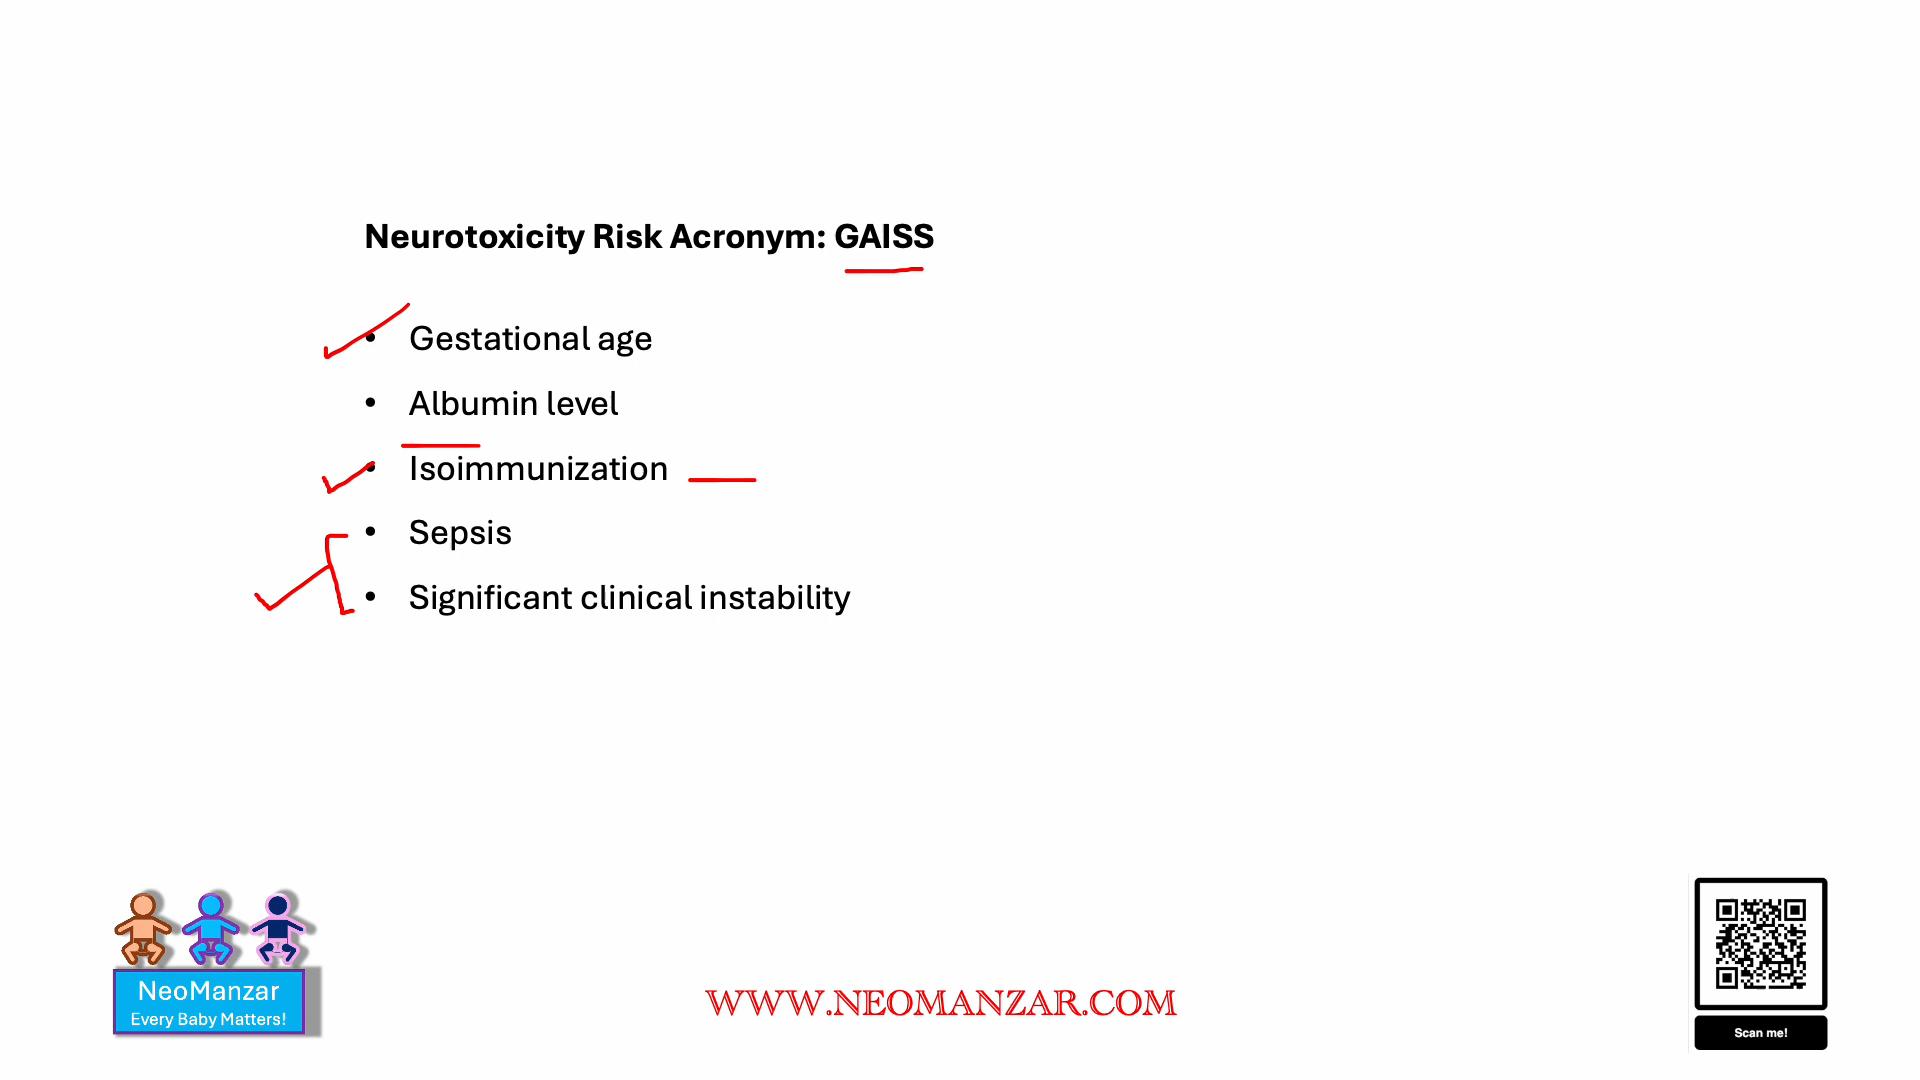 Neurotoxicity Risk Acronym: GAISS
• Gestational age
• Albumin level
• Isoimmunization
• Sepsis
• Significant clinical instability
NeoManzar
Every Baby Matters!
WWW.NEOMANZAR.COM
Scan me!